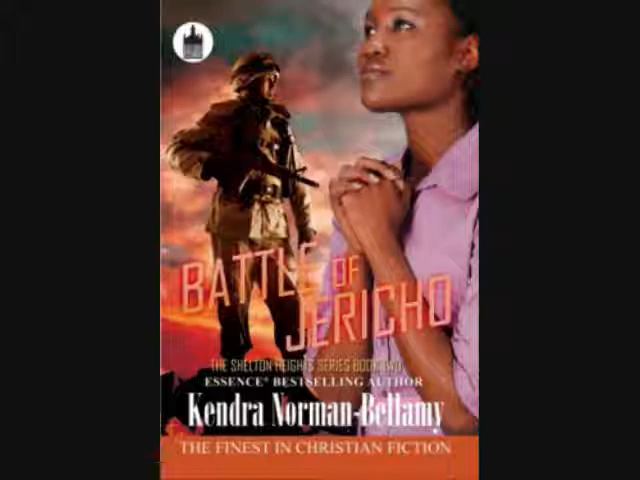 BATTLE OF
JERICHO
THE SHELTON HEIGHTS SERIES BOOK TWO
ESSENCE® BESTSELLING AUTHOR
Kendra Norman-Bellamy
THE FINEST IN CHRISTIAN FICTION